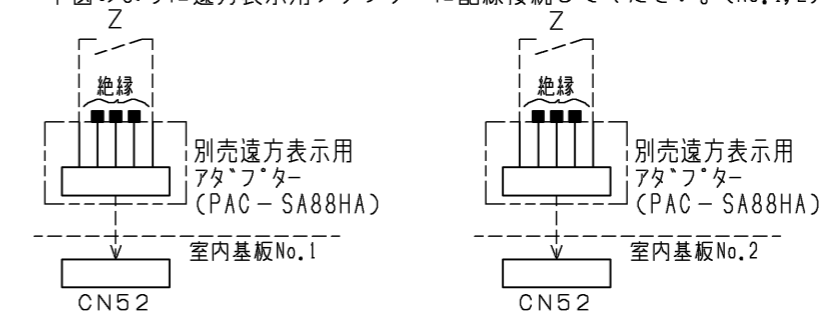 下図のように遠方表示用アダプターに配線接続してください。(No.1,2)
Z
絶縁
別売遠方表示用
アダプター
(PAC-SA88HA)
室内基板No.1
CN52
Z
絶縁
別売遠方表示用
アダプター
(PAC-SA88HA)
室内基板No.2
CN52